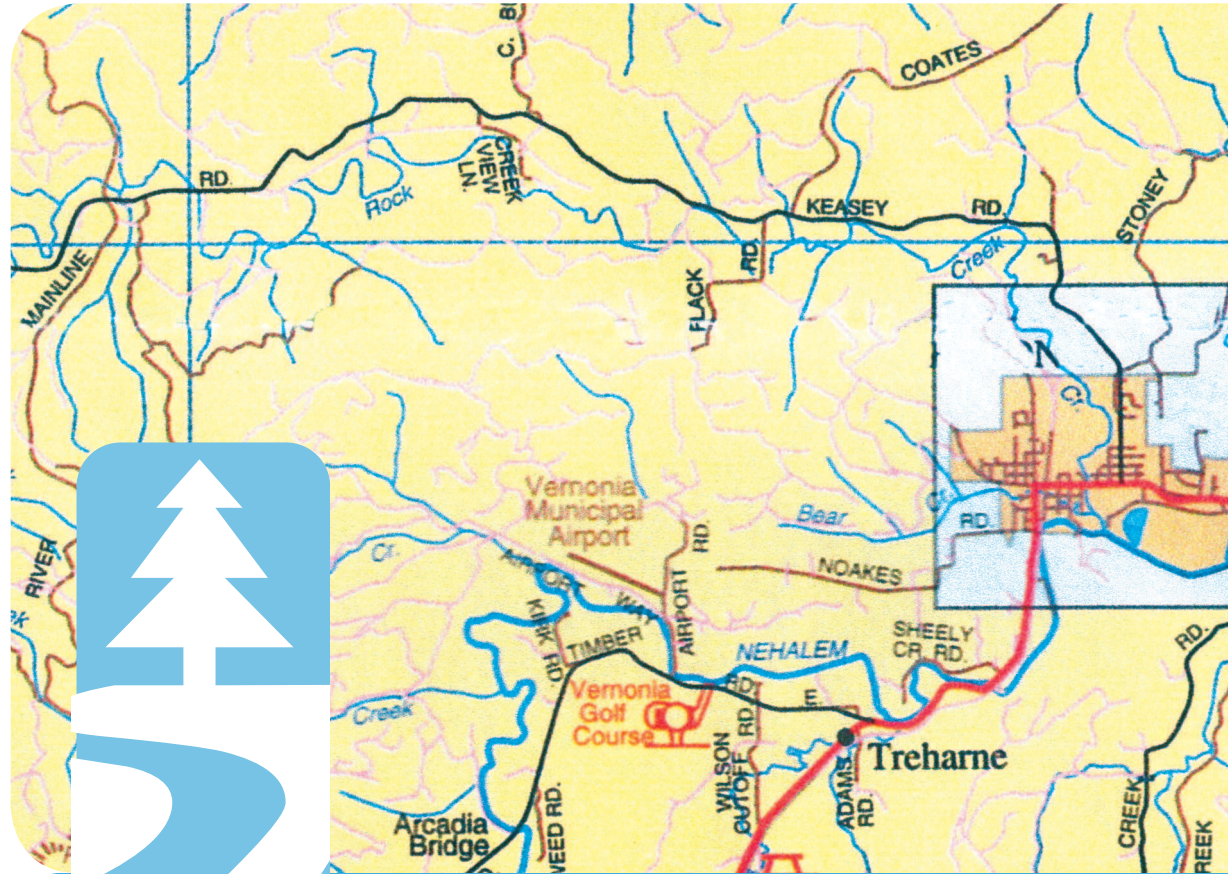 COATES
C.
RD.
CREEK
VIEW
LN.
Rock
KEASEY
RD.
STONEY
Creek
RD.
FLACK
MAINLINE
Cr.
Vernonia
Municipal
Airport
RD.
Bear
Cr.
RD.
Cr.
AIRPORT
WAY
NOAKES
RIVER
KIRK RD.
TIMBER
AIRPORT
NEHALEM
SHEELY
CR. RD.
RD.
RD.
Vernonia
Golf
Course
RD.
E.
Creek
WILSON
CUTOFF
Treharne
ADAMS
RD.
Arcadia
Bridge
WEED RD.
CREEK